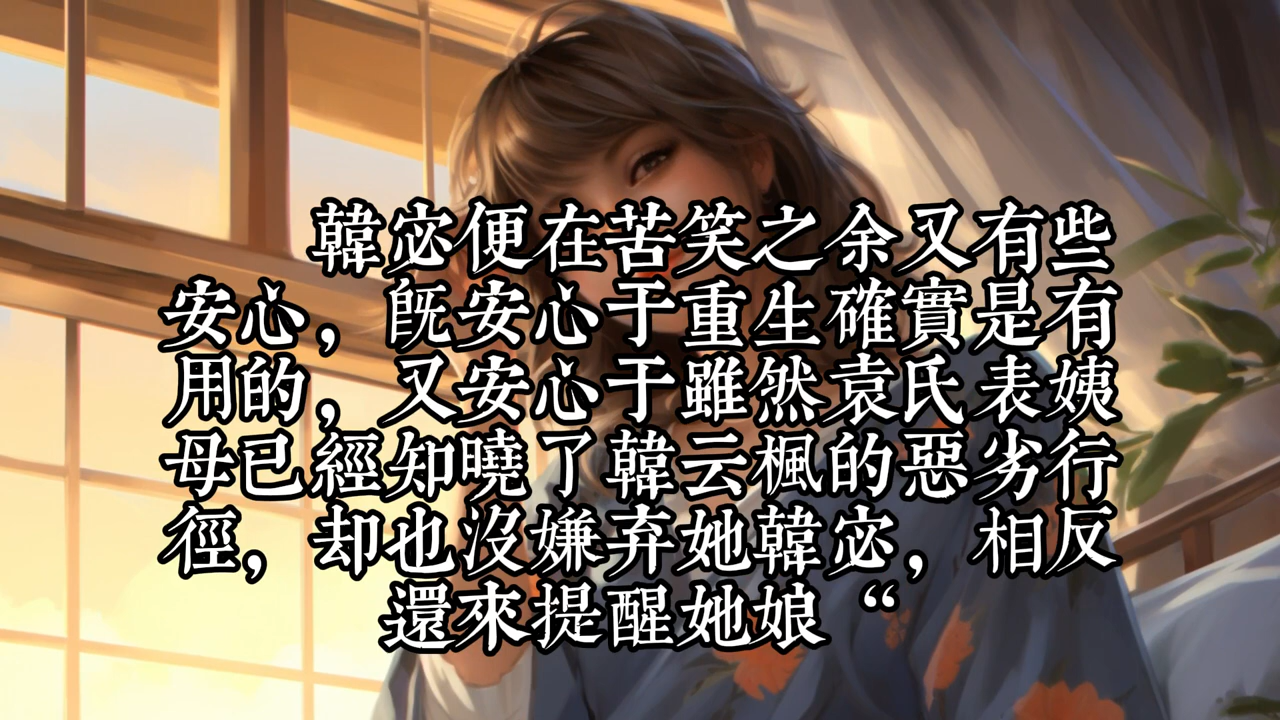 韓宓便在苦笑之余又有些
安心，既安心于重生確實是有
用的，又安心于雖然袁氏表姨
母已經知曉了韓云楓的惡劣行
徑，却也沒嫌弃她韓宓，相反
還來提醒她娘“